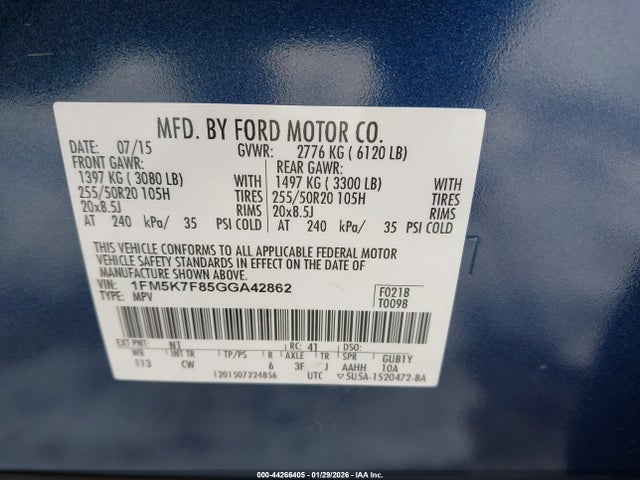 MFD. BY FORD MOTOR CO.
DATE: 07/15 GVWR: 2776 KG ( 6120 LB)
FRONT GAWR: REAR GAWR:
1397 KG ( 3080 LB) WITH 1497 KG ( 3300 LB) WITH
255/50R20 105H TIRES 255/50R20 105H TIRES
20x8.5J RIMS 20x8.5J RIMS
AT 240 kPa/ 35 PSI COLD AT 240 kPa/ 35 PSI COLD
THIS VEHICLE CONFORMS TO ALL APPLICABLE FEDERAL MOTOR
VEHICLE SAFETY STANDARDS IN EFFECT ON THE DATE OF
MANUFACTURE SHOWN ABOVE.
VIN: 1FM5K7F85GGA42862 F0218
TYPE: MPV T0098
EXT PNT: N1 RC: 41 DSO:
WB INT TR TP/PS R AXLE TR SPR GUB1Y
113 CW 6 3F J AAHH 10A
1201507224856 UTC ▽5U5A-1520472-BA
000-44266405 - 01/29/2026 - Copyright © 2026 IAA, Inc.